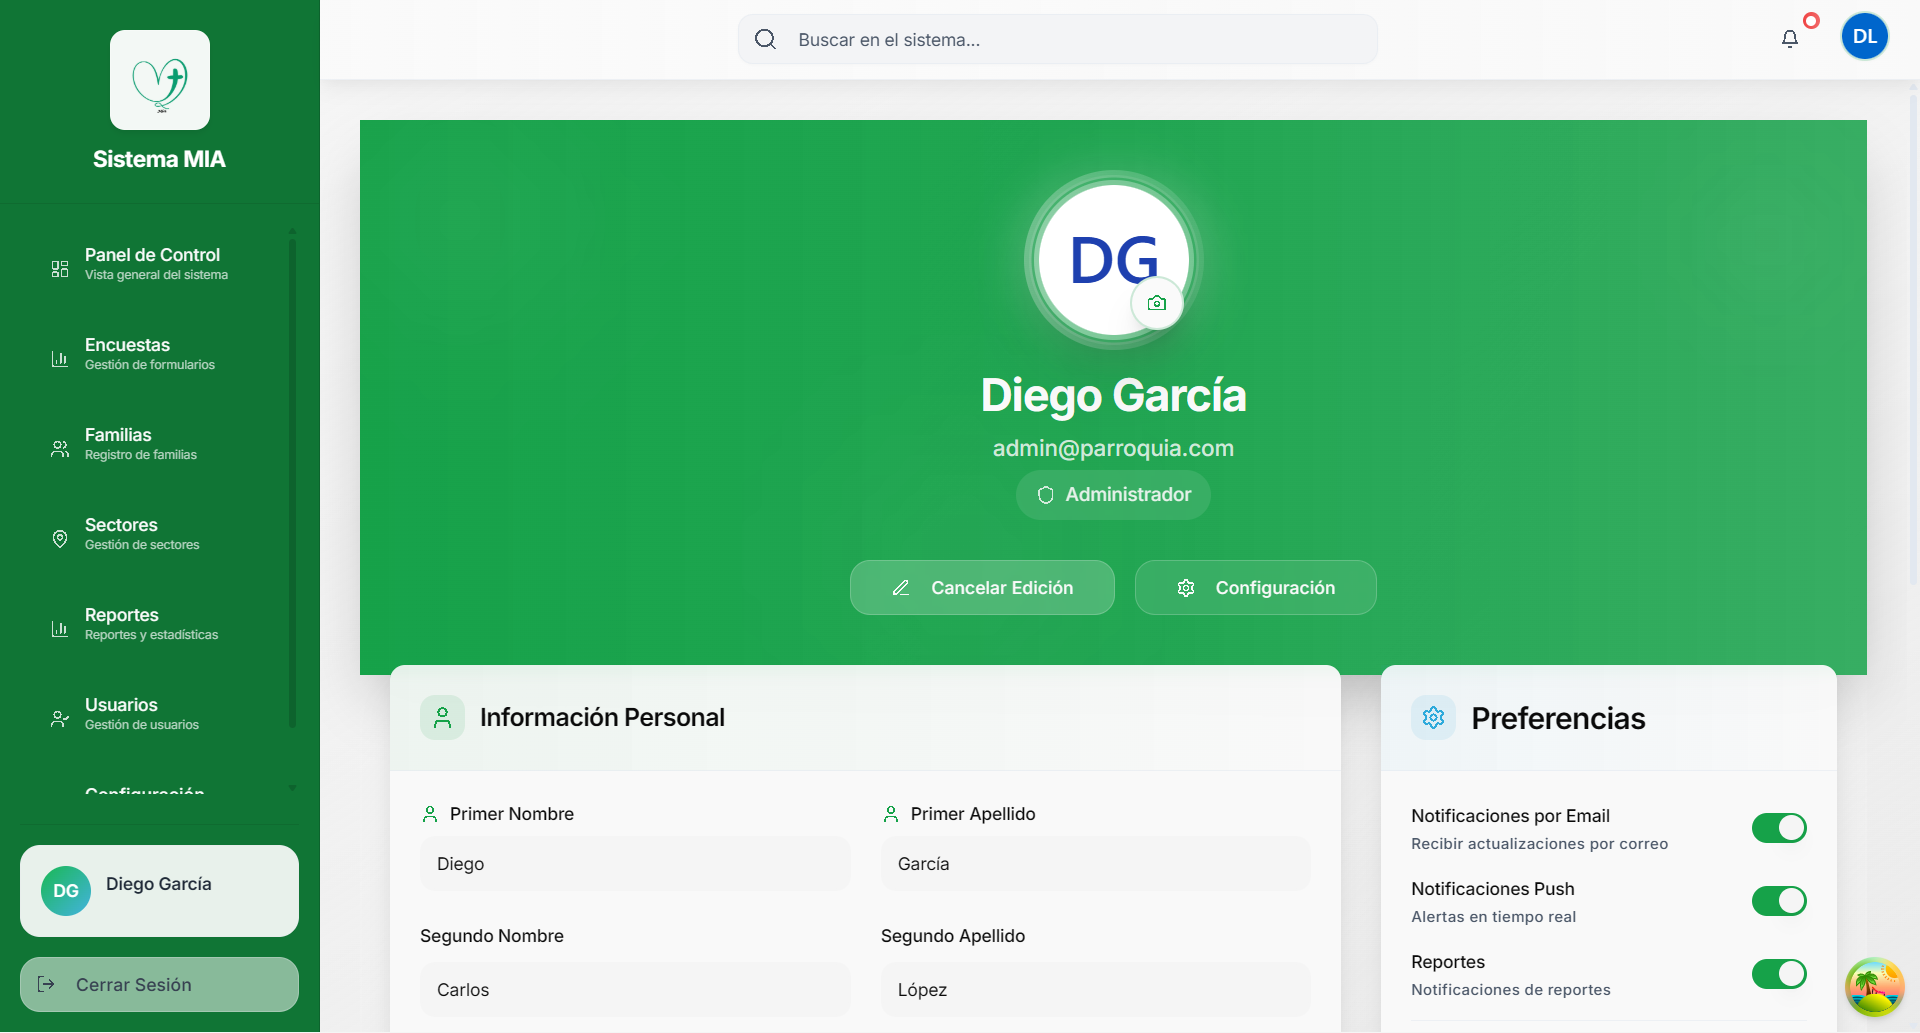 Sistema MIA
Panel de Control
Vista general del sistema
Encuestas
Gestión de formularios
Familias
Registro de familias
Sectores
Gestión de sectores
Reportes
Reportes y estadísticas
Usuarios
Gestión de usuarios
Configuración
DG
Diego García
Cerrar Sesión
Buscar en el sistema...
DL
DG
Diego García
admin@parroquia.com
Administrador
Cancelar Edición
Configuración
Información Personal
Primer Nombre
Diego
Primer Apellido
García
Segundo Nombre
Carlos
Segundo Apellido
López
Preferencias
Notificaciones por Email
Recibir actualizaciones por correo
Notificaciones Push
Alertas en tiempo real
Reportes
Notificaciones de reportes